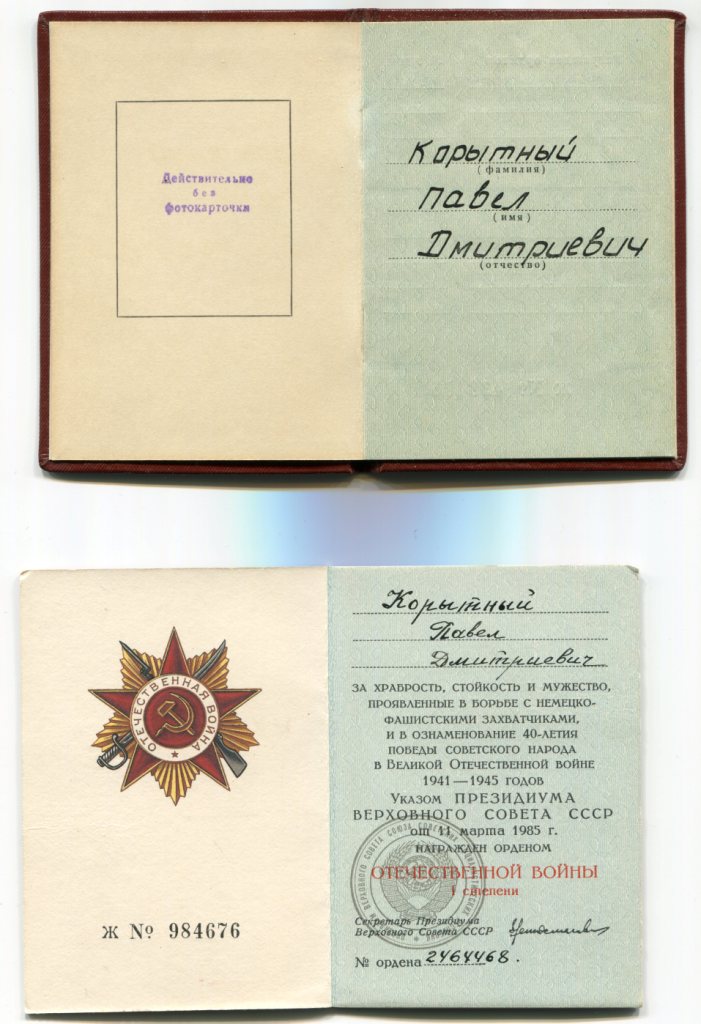 Действительно
без
фотокарточки
Корытный
(фамилия)
Павел
(имя)
Дмитриевич
(отчество)
ОТЕЧЕСТВЕННАЯ ВОЙНА
Ж № 984676
Корытный
Павел
Дмитриевич
ЗА ХРАБРОСТЬ, СТОЙКОСТЬ И МУЖЕСТВО,
ПРОЯВЛЕННЫЕ В БОРЬБЕ С НЕМЕЦКО-
ФАШИСТСКИМИ ЗАХВАТЧИКАМИ,
И В ОЗНАМЕНОВАНИЕ 40-ЛЕТИЯ
ПОБЕДЫ СОВЕТСКОГО НАРОДА
В ВЕЛИКОЙ ОТЕЧЕСТВЕННОЙ ВОЙНЕ
1941—1945 ГОДОВ
УКАЗОМ ПРЕЗИДИУМА
ВЕРХОВНОГО СОВЕТА СССР
от 11 марта 1985 г.
НАГРАЖДЕН ОРДЕНОМ
ОТЕЧЕСТВЕННОЙ ВОЙНЫ
I степени
Секретарь Президиума
Верховного Совета СССР
№ ордена 2464468.